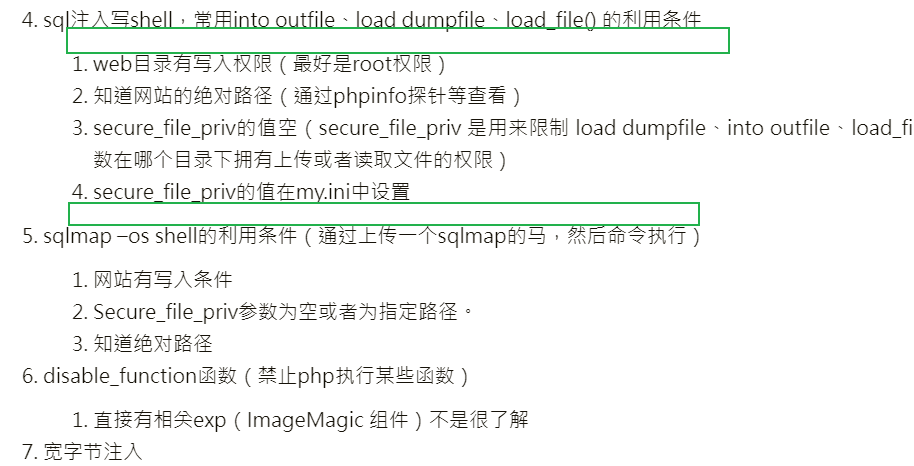 4. sql注入写shell，常用into outfile、load dumpfile、load_file() 的利用条件
1. web目录有写入权限（最好是root权限）
2. 知道网站的绝对路径（通过phpinfo探针等查看）
3. secure_file_priv的值空（secure_file_priv 是用来限制 load dumpfile、into outfile、load_fi
数在哪个目录下拥有上传或者读取文件的权限）
4. secure_file_priv的值在my.ini中设置
5. sqlmap –os shell的利用条件（通过上传一个sqlmap的马，然后命令执行）
1. 网站有写入条件
2. Secure_file_priv参数为空或者为指定路径。
3. 知道绝对路径
6. disable_function函数（禁止php执行某些函数）
1. 直接有相关exp（ImageMagic 组件）不是很了解
7. 宽字节注入